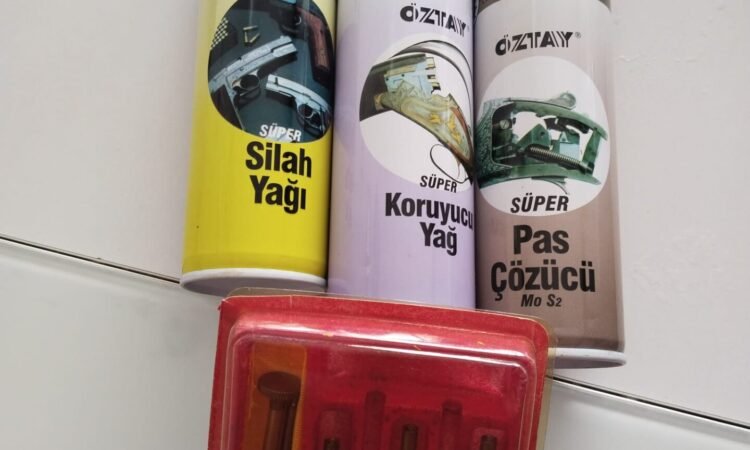 SÜPER
Silah
Yağı
ÖZTAY®
SÜPER
Koruyucu
Yağ
ÖZTAY®
SÜPER
Pas
Çözücü
Mo S2